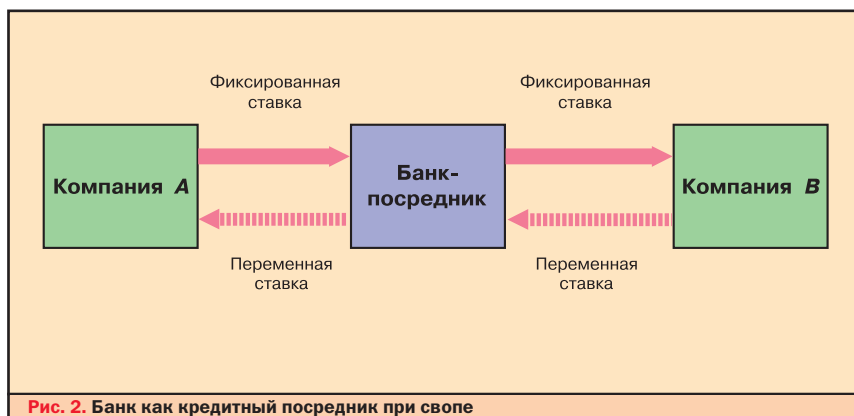 Фиксированная
ставка
Фиксированная
ставка
Компания A
Банк-
посредник
Компания B
Переменная
ставка
Переменная
ставка
Рис. 2. Банк как кредитный посредник при свопе